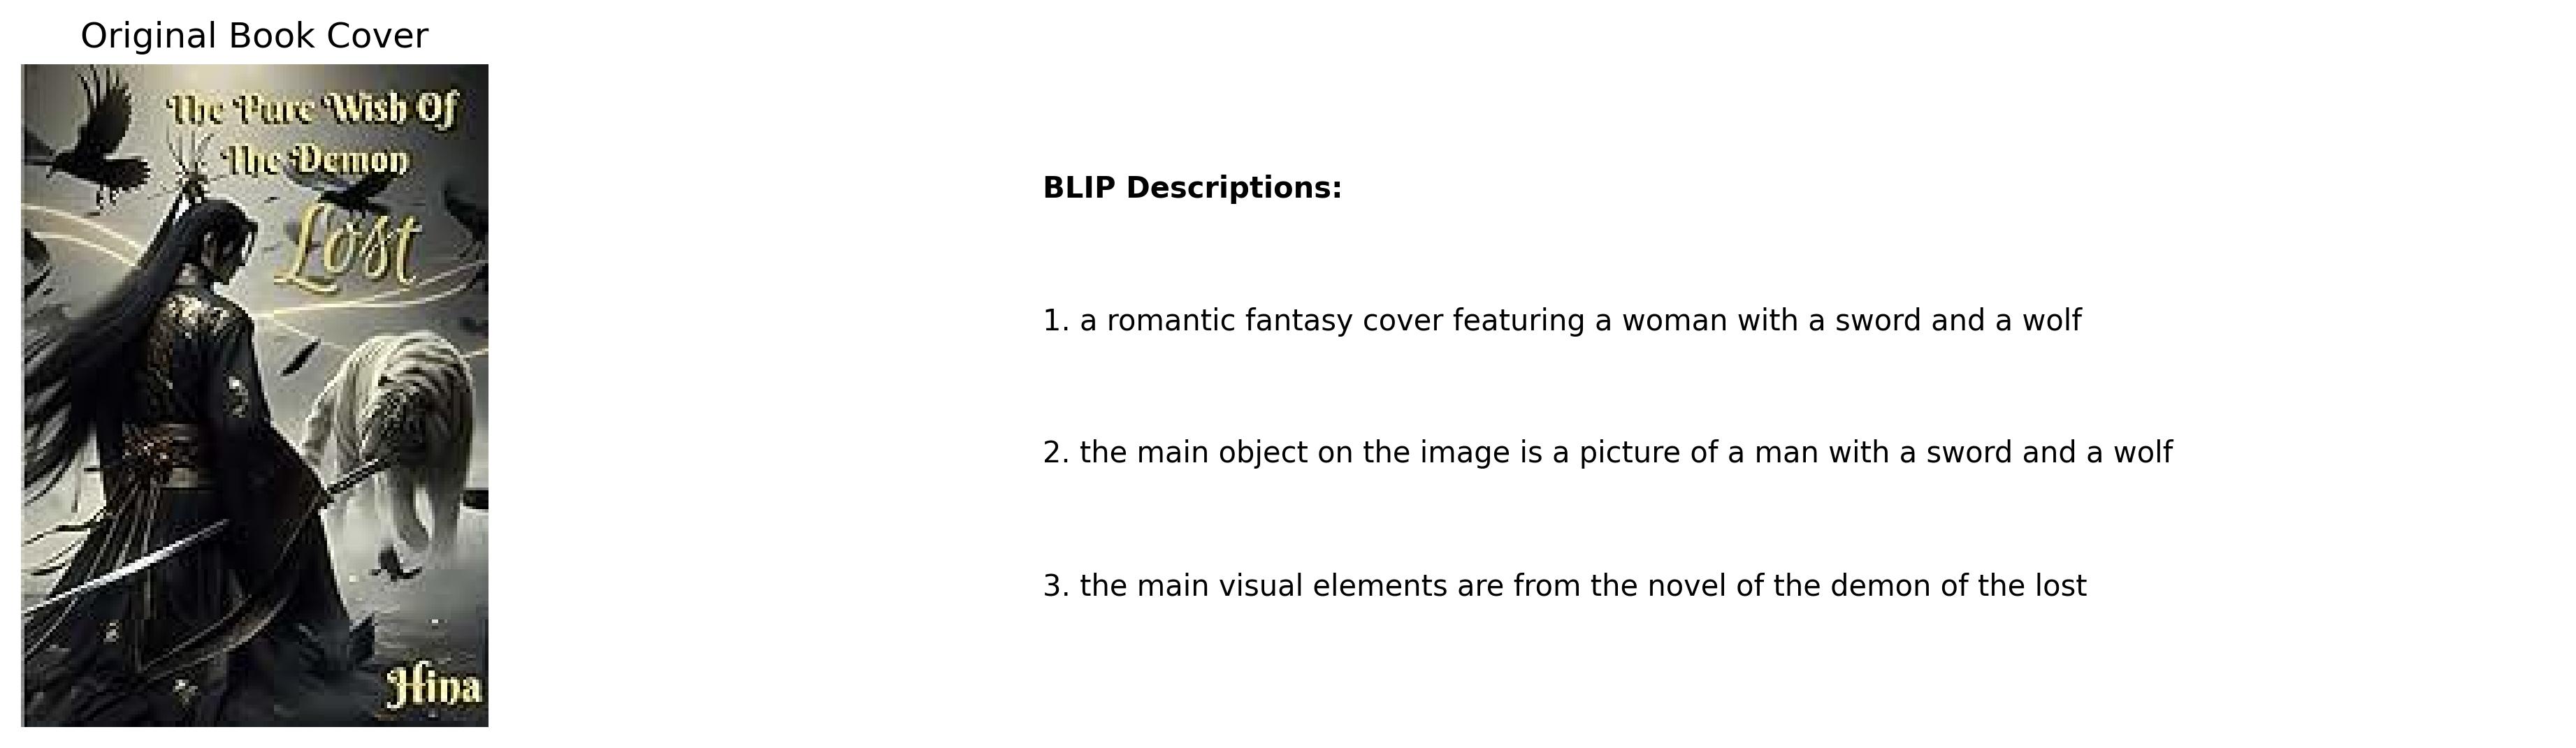 Original Book Cover
The Pure Wish Of
The Demon
Lost
Hina
BLIP Descriptions:
1. a romantic fantasy cover featuring a woman with a sword and a wolf
2. the main object on the image is a picture of a man with a sword and a wolf
3. the main visual elements are from the novel of the demon of the lost